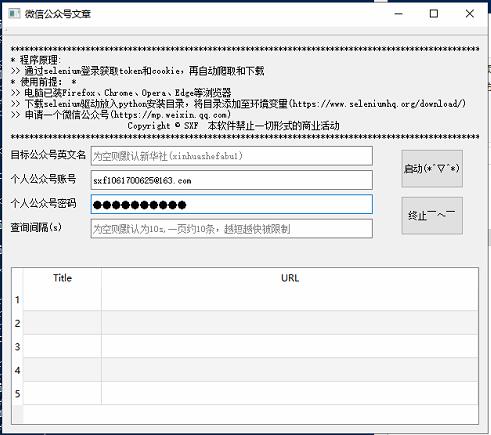 微信公众号文章
********************************************************************************
* 程序原理:
>> 通过selenium登录获取token和cookie，再自动爬取和下载
* 使用前提： *
>> 电脑已装Firefox、Chrome、Opera、Edge等浏览器
>> 下载selenium驱动放入python安装目录，将目录添加至环境变量(https://www.seleniumhq.org/download/)
>> 申请一个微信公众号(https://mp.weixin.qq.com)
Copyright © SXF 本软件禁止一切形式的商业活动
********************************************************************************
目标公众号英文名 为空则默认新华社(xinhuashefabu1) 启动(*ˊ▽ˋ*)
个人公众号账号 sxf1061700625@163.com
个人公众号密码 ●●●●●●●●●● 终止￣へ￣
查询间隔(s) 为空则默认为10s,一页约10条，越短越快被限制
Title URL
1
2
3
4
5